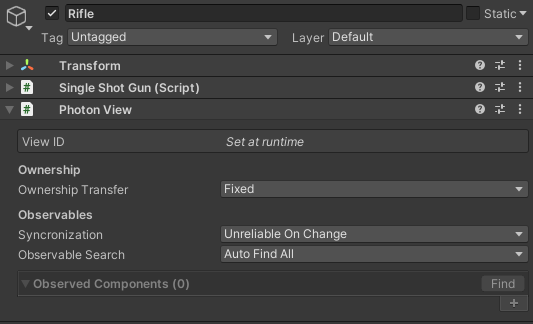 Rifle Static
Tag Untagged Layer Default
Transform
# Single Shot Gun (Script)
# Photon View
View ID Set at runtime
Ownership
Ownership Transfer Fixed
Observables
Syncronization Unreliable On Change
Observable Search Auto Find All
Observed Components (0) Find
+